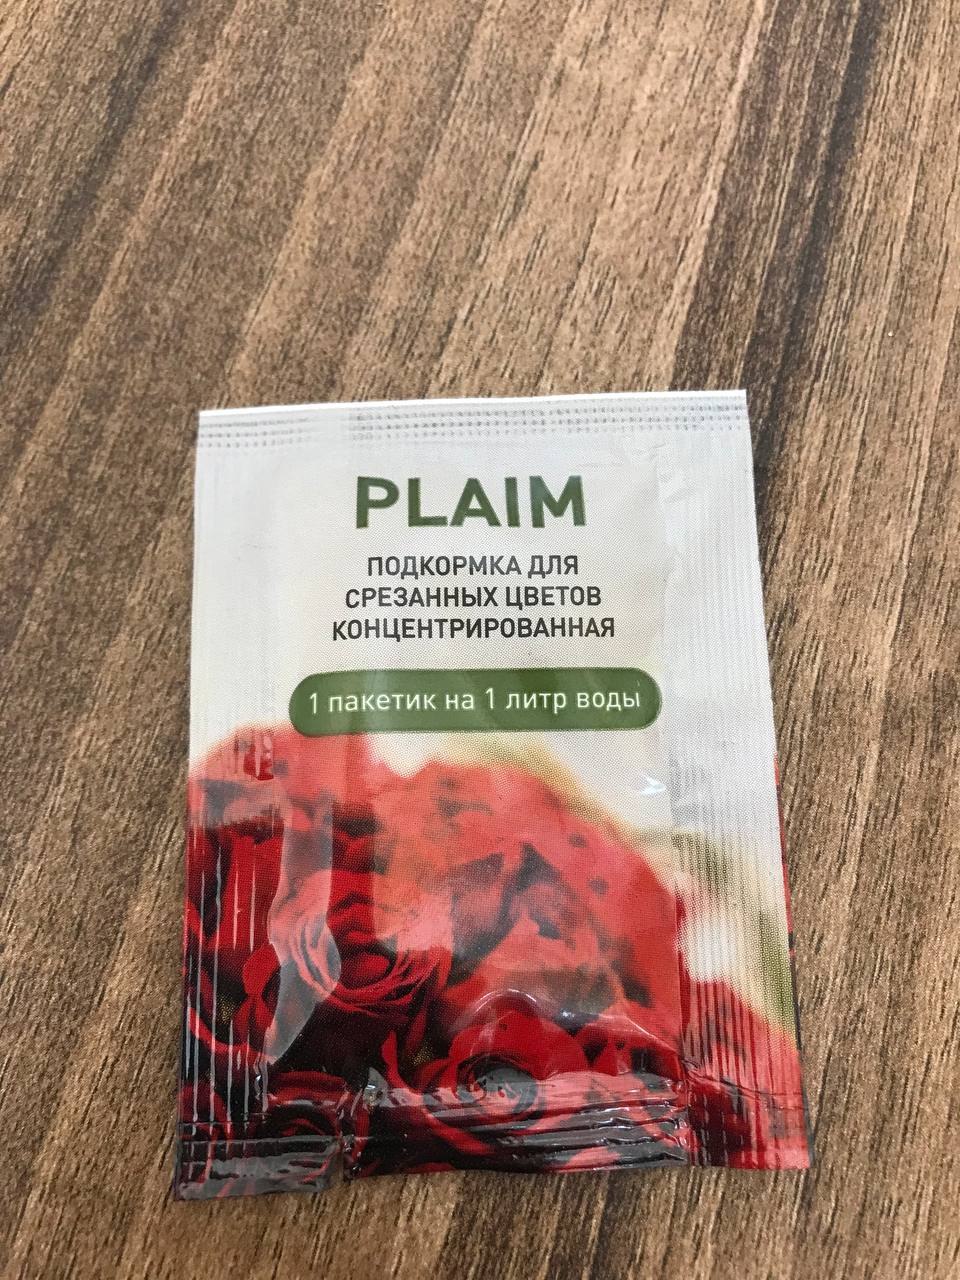 PLAIM
ПОДКОРМКА ДЛЯ
СРЕЗАННЫХ ЦВЕТОВ
КОНЦЕНТРИРОВАННАЯ
1 пакетик на 1 литр воды